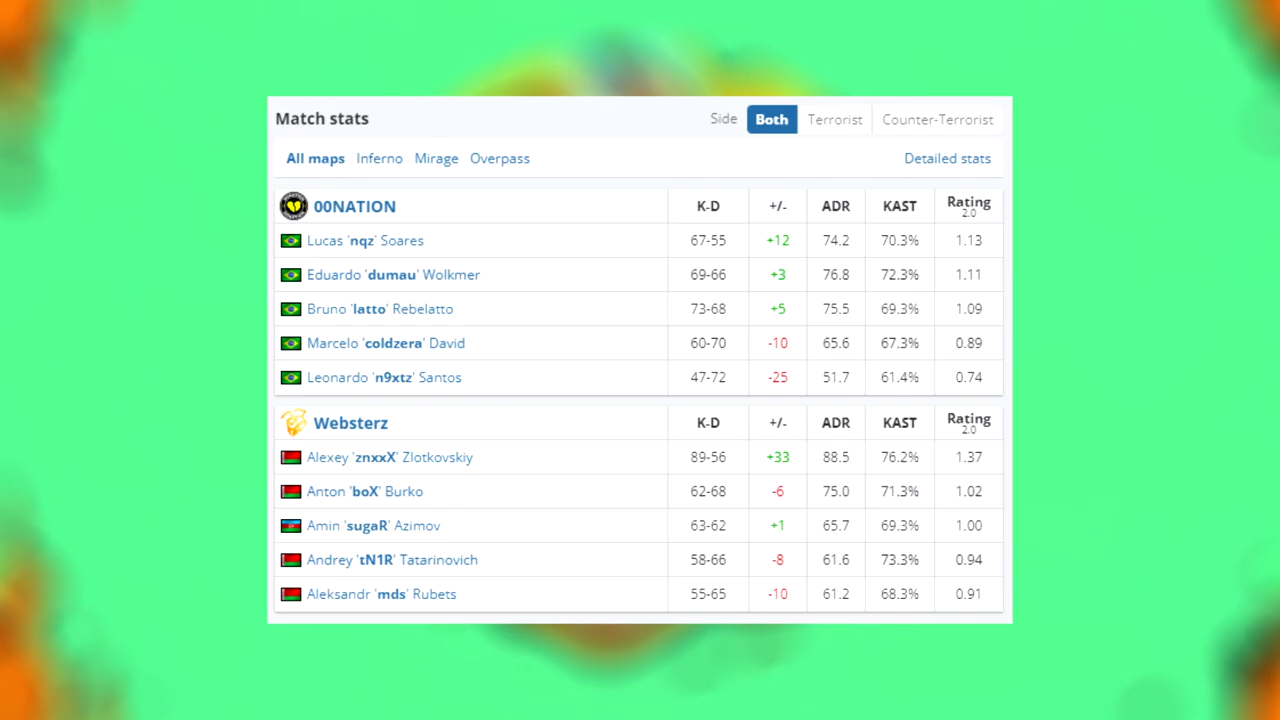 Match stats Side Both Terrorist Counter-Terrorist
All maps Inferno Mirage Overpass Detailed stats
00NATION K-D +/- ADR KAST Rating 2.0
Lucas 'nqz' Soares 67-55 +12 74.2 70.3% 1.13
Eduardo 'dumau' Wolkmer 69-66 +3 76.8 72.3% 1.11
Bruno 'latto' Rebelatto 73-68 +5 75.5 69.3% 1.09
Marcelo 'coldzera' David 60-70 -10 65.6 67.3% 0.89
Leonardo 'n9xtz' Santos 47-72 -25 51.7 61.4% 0.74
Websterz K-D +/- ADR KAST Rating 2.0
Alexey 'znxxX' Zlotkovskiy 89-56 +33 88.5 76.2% 1.37
Anton 'boX' Burko 62-68 -6 75.0 71.3% 1.02
Amin 'sugaR' Azimov 63-62 +1 65.7 69.3% 1.00
Andrey 'tN1R' Tatarinovich 58-66 -8 61.6 73.3% 0.94
Aleksandr 'mds' Rubets 55-65 -10 61.2 68.3% 0.91